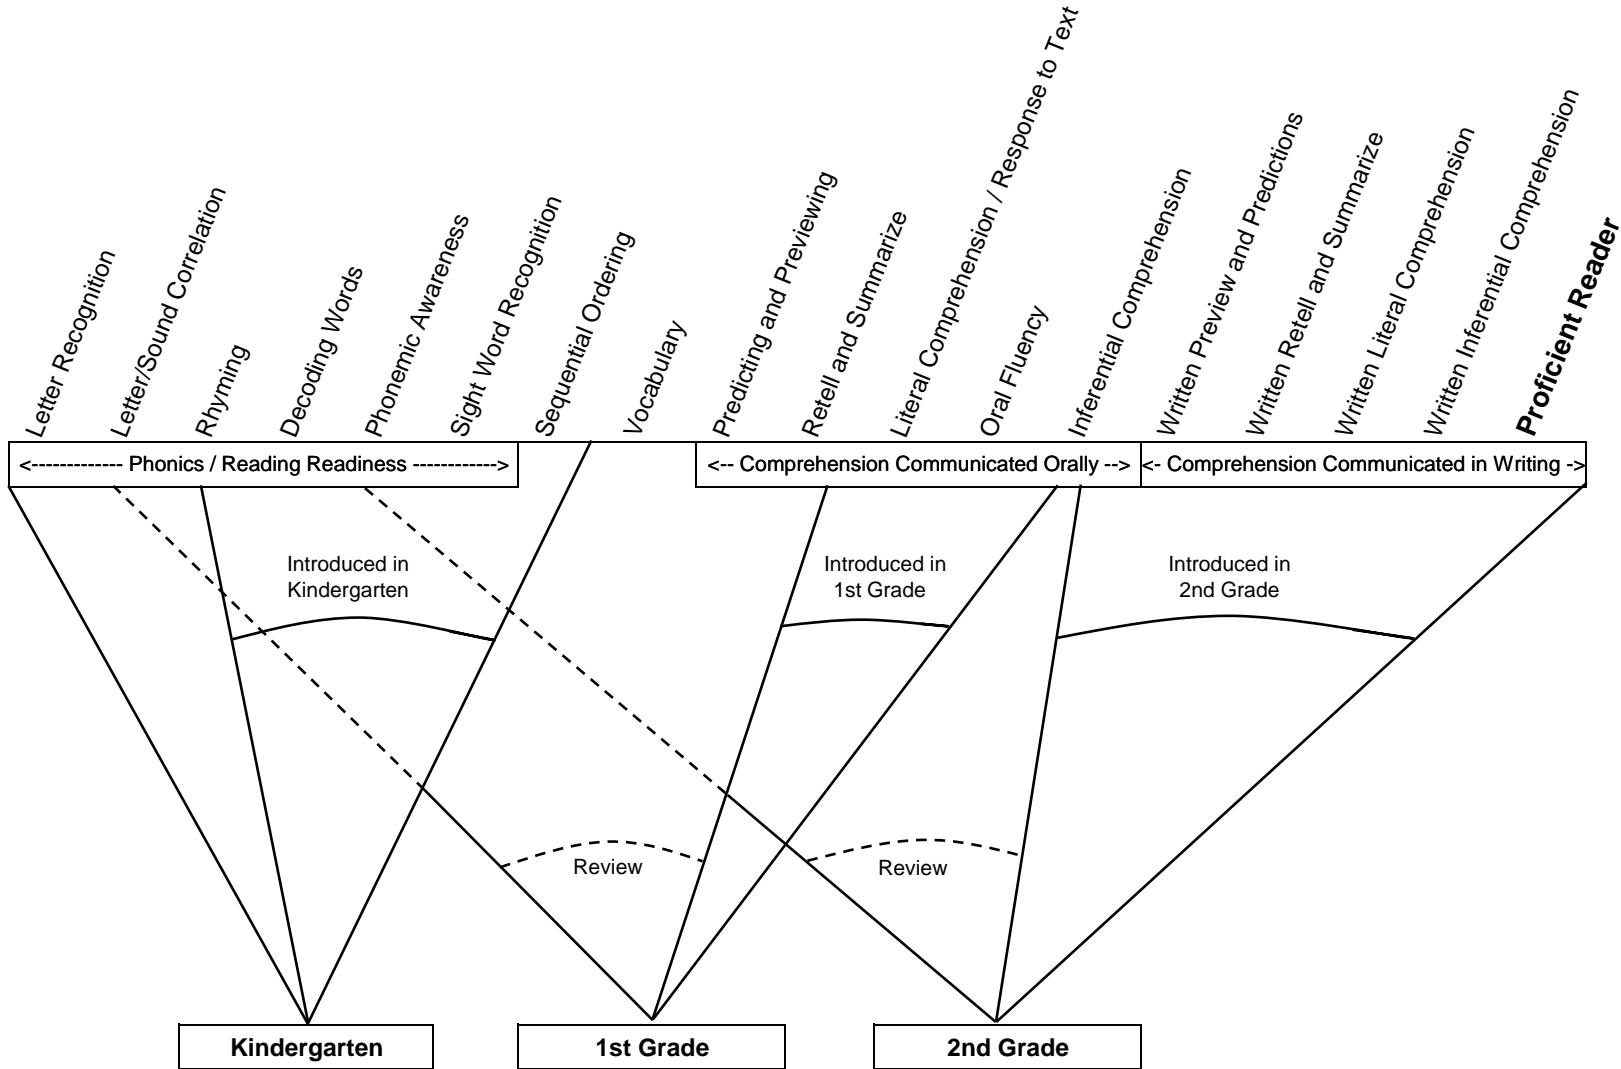 Letter Recognition
Letter/Sound Correlation
Rhyming
Decoding Words
Phonemic Awareness
Sight Word Recognition
Sequential Ordering
Vocabulary
Predicting and Previewing
Retell and Summarize
Literal Comprehension / Response to Text
Oral Fluency
Inferential Comprehension
Written Preview and Predictions
Written Retell and Summarize
Written Literal Comprehension
Written Inferential Comprehension
Proficient Reader
<------------- Phonics / Reading Readiness ------------>
<-- Comprehension Communicated Orally -->
<- Comprehension Communicated in Writing ->
Introduced in
Kindergarten
Introduced in
1st Grade
Introduced in
2nd Grade
Review
Review
Kindergarten
1st Grade
2nd Grade